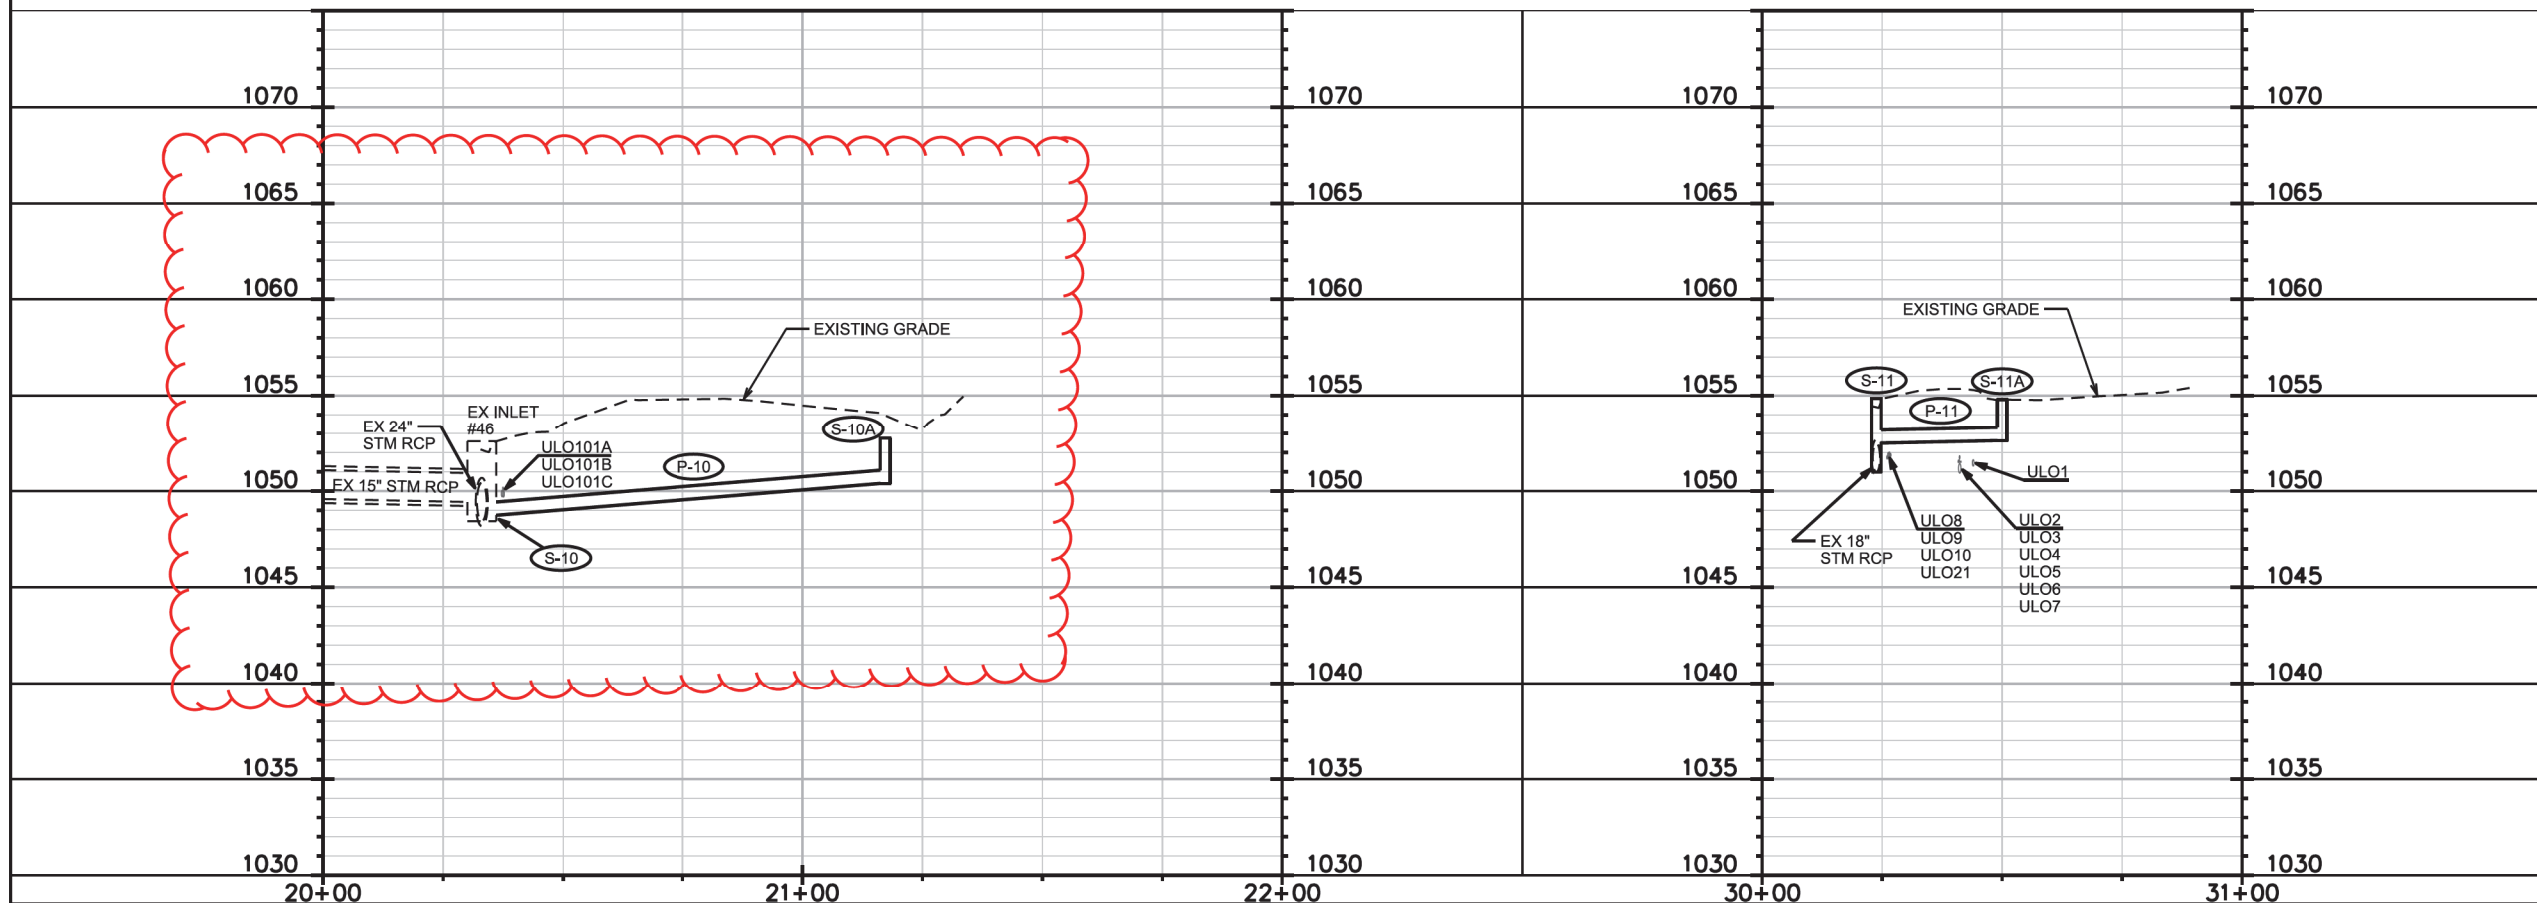 1070 1070 1070 1070
1065 1065 1065 1065
1060 1060 1060 1060
EXISTING GRADE
EXISTING GRADE
1055 1055 1055 1055
S-11 S-11A
P-11
EX INLET
#46
EX 24"
STM RCP
S-10A
ULO101A
ULO101B
ULO101C
P-10
EX 15" STM RCP
1050 1050 1050 1050
ULO1
S-10
EX 18"
STM RCP
ULO8
ULO9
ULO10
ULO21
ULO2
ULO3
ULO4
ULO5
ULO6
ULO7
1045 1045 1045 1045
1040 1040 1040 1040
1035 1035 1035 1035
1030 1030 1030 1030
20+00 21+00 22+00 30+00 31+00